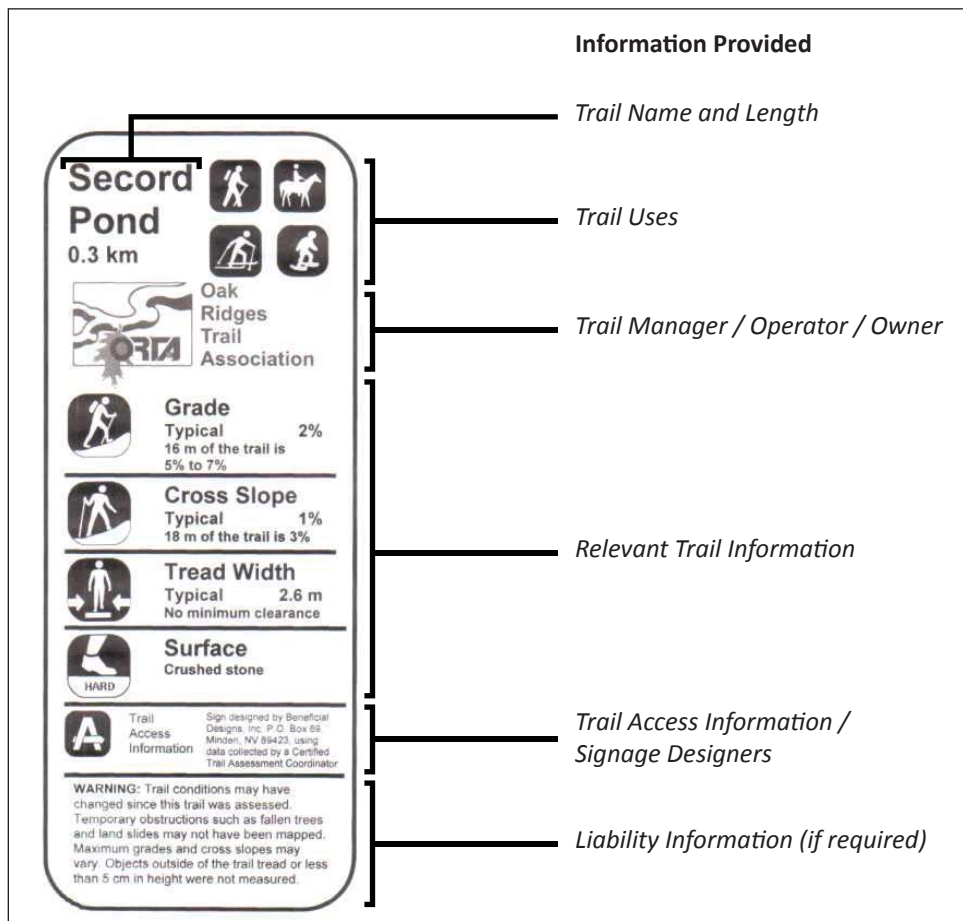 Information Provided
Trail Name and Length
Secord
Pond
0.3 km
Trail Uses
ORTA
Oak
Ridges
Trail
Association
Trail Manager / Operator / Owner
Grade
Typical 2%
16 m of the trail is
5% to 7%
Cross Slope
Typical 1%
18 m of the trail is 3%
Tread Width
Typical 2.6 m
No minimum clearance
Surface
Crushed stone
HARD
Relevant Trail Information
Trail
Access
Information
Sign designed by Beneficial
Designs, Inc. P.O. Box 69
Minden, NV 89423, using
data collected by a Certified
Trail Assessment Coordinator
Trail Access Information /
Signage Designers
WARNING: Trail conditions may have
changed since this trail was assessed.
Temporary obstructions such as fallen trees
and land slides may not have been mapped.
Maximum grades and cross slopes may
vary. Objects outside of the trail tread or less
than 5 cm in height were not measured.
Liability Information (if required)